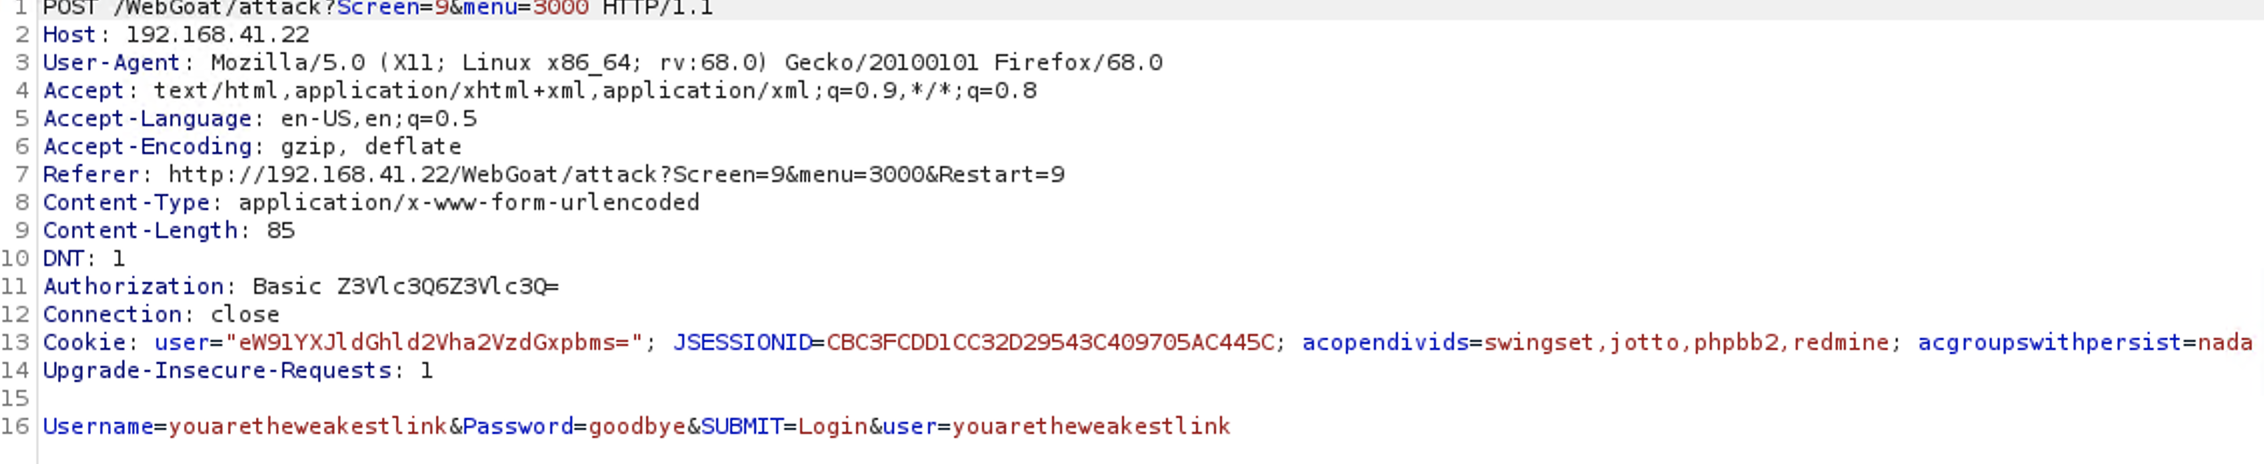 1 POST /WebGoat/attack?Screen=9&menu=3000 HTTP/1.1
2 Host: 192.168.41.22
3 User-Agent: Mozilla/5.0 (X11; Linux x86_64; rv:68.0) Gecko/20100101 Firefox/68.0
4 Accept: text/html,application/xhtml+xml,application/xml;q=0.9,*/*;q=0.8
5 Accept-Language: en-US,en;q=0.5
6 Accept-Encoding: gzip, deflate
7 Referer: http://192.168.41.22/WebGoat/attack?Screen=9&menu=3000&Restart=9
8 Content-Type: application/x-www-form-urlencoded
9 Content-Length: 85
10 DNT: 1
11 Authorization: Basic Z3Vlc3Q6Z3Vlc3Q=
12 Connection: close
13 Cookie: user="eW91YXJldGhld2Vha2VzdGxpbms="; JSESSIONID=CBC3FCDD1CC32D29543C409705AC445C; acopendivids=swingset,jotto,phpbb2,redmine; acgroupswithpersist=nada
14 Upgrade-Insecure-Requests: 1
15
16 Username=youaretheweakestlink&Password=goodbye&SUBMIT=Login&user=youaretheweakestlink